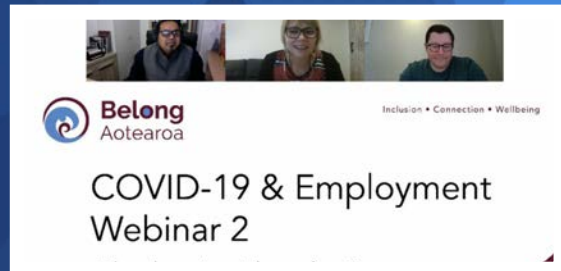 Belong
Aotearoa
Inclusion • Connection • Wellbeing
COVID-19 & Employment
Webinar 2